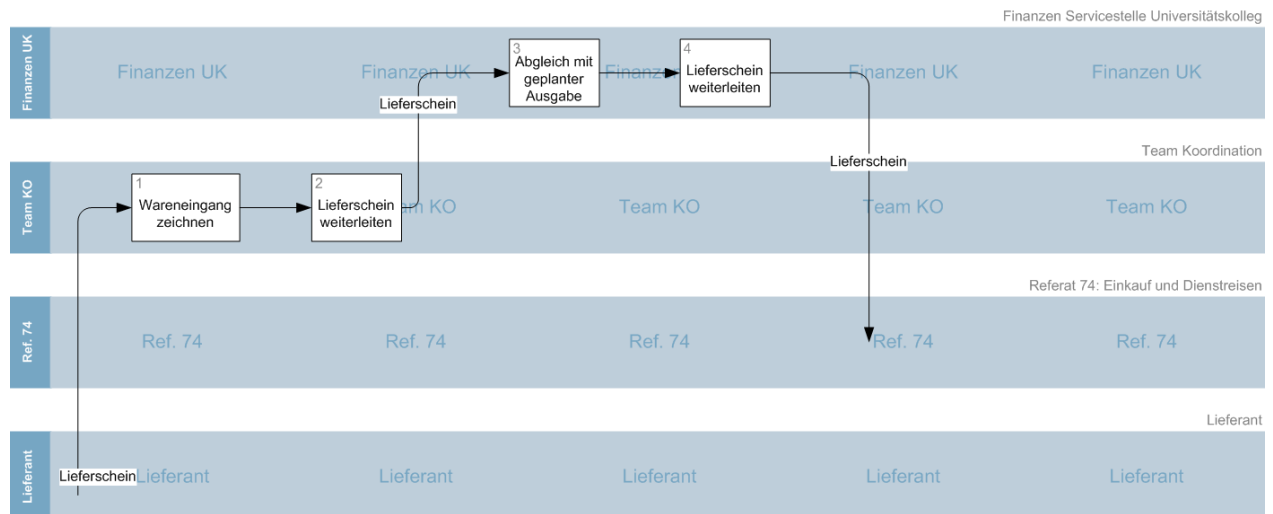 Finanzen Servicestelle Universitätskolleg
Finanzen UK
Finanzen UK
Finanzen UK
Finanzen UK
Finanzen UK
Finanzen UK
3
Abgleich mit
geplanter
Ausgabe
4
Lieferschein
weiterleiten
Lieferschein
Team Koordination
Team KO
1
Wareneingang
zeichnen
2
Lieferschein
weiterleiten
Team KO
Team KO
Team KO
Team KO
Lieferschein
Referat 74: Einkauf und Dienstreisen
Ref. 74
Ref. 74
Ref. 74
Ref. 74
Ref. 74
Ref. 74
Lieferant
Lieferant
Lieferschein
Lieferant
Lieferant
Lieferant
Lieferant
Lieferant